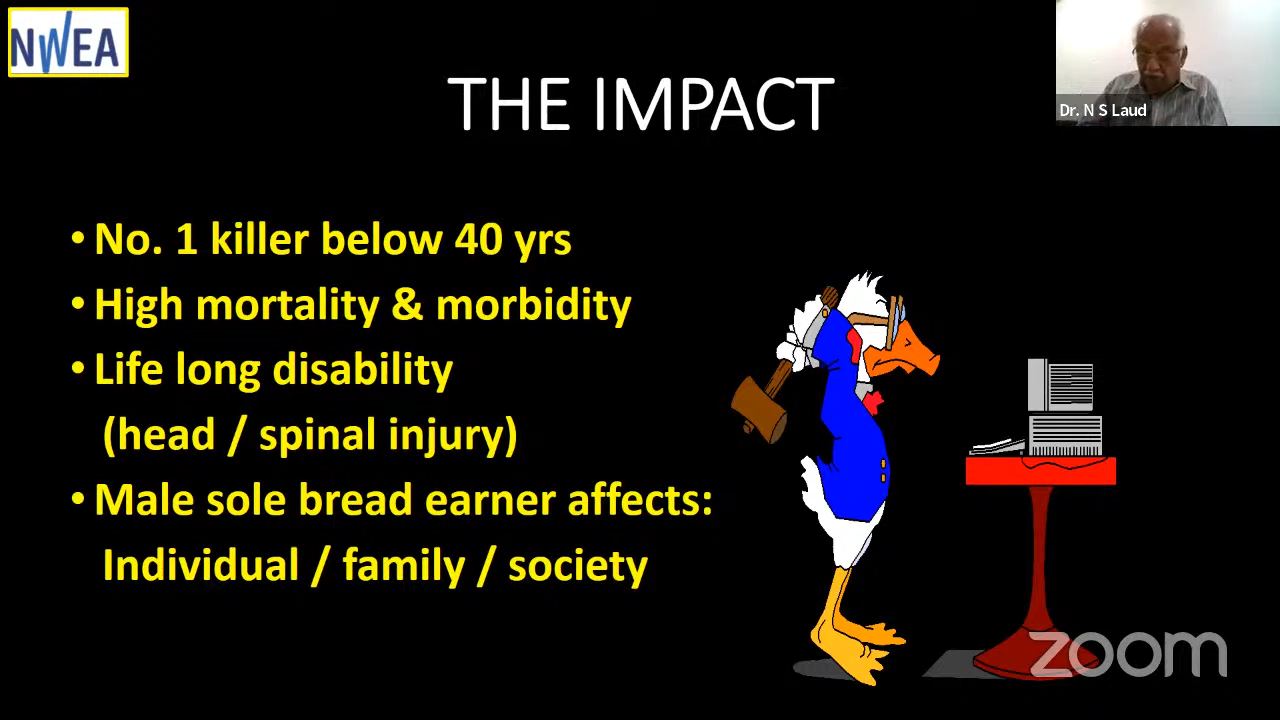 NWEA
THE IMPACT
Dr. N S Laud
• No. 1 killer below 40 yrs
• High mortality & morbidity
• Life long disability
(head / spinal injury)
• Male sole bread earner affects:
Individual / family / society
zoom